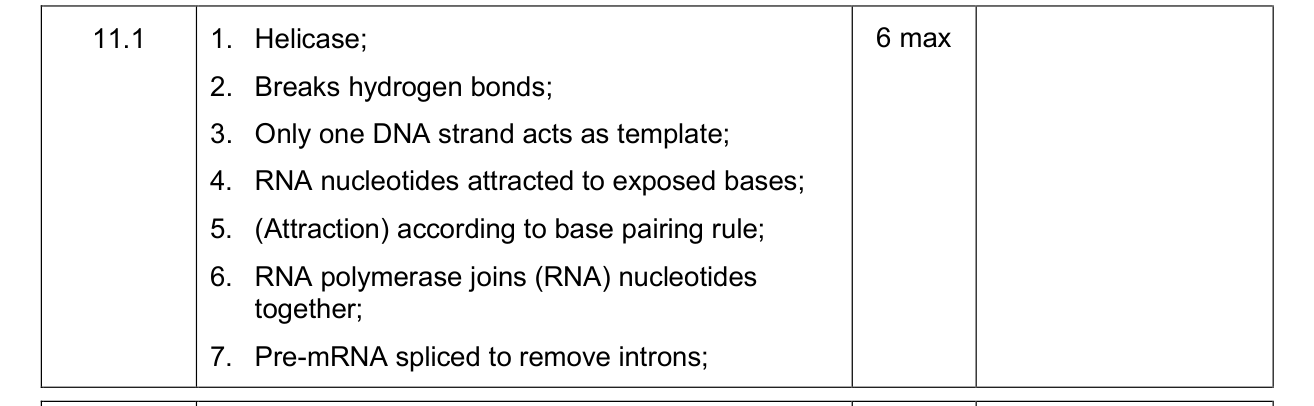 11.1
1. Helicase;
6 max
2. Breaks hydrogen bonds;
3. Only one DNA strand acts as template;
4. RNA nucleotides attracted to exposed bases;
5. (Attraction) according to base pairing rule;
6. RNA polymerase joins (RNA) nucleotides
together;
7. Pre-mRNA spliced to remove introns;